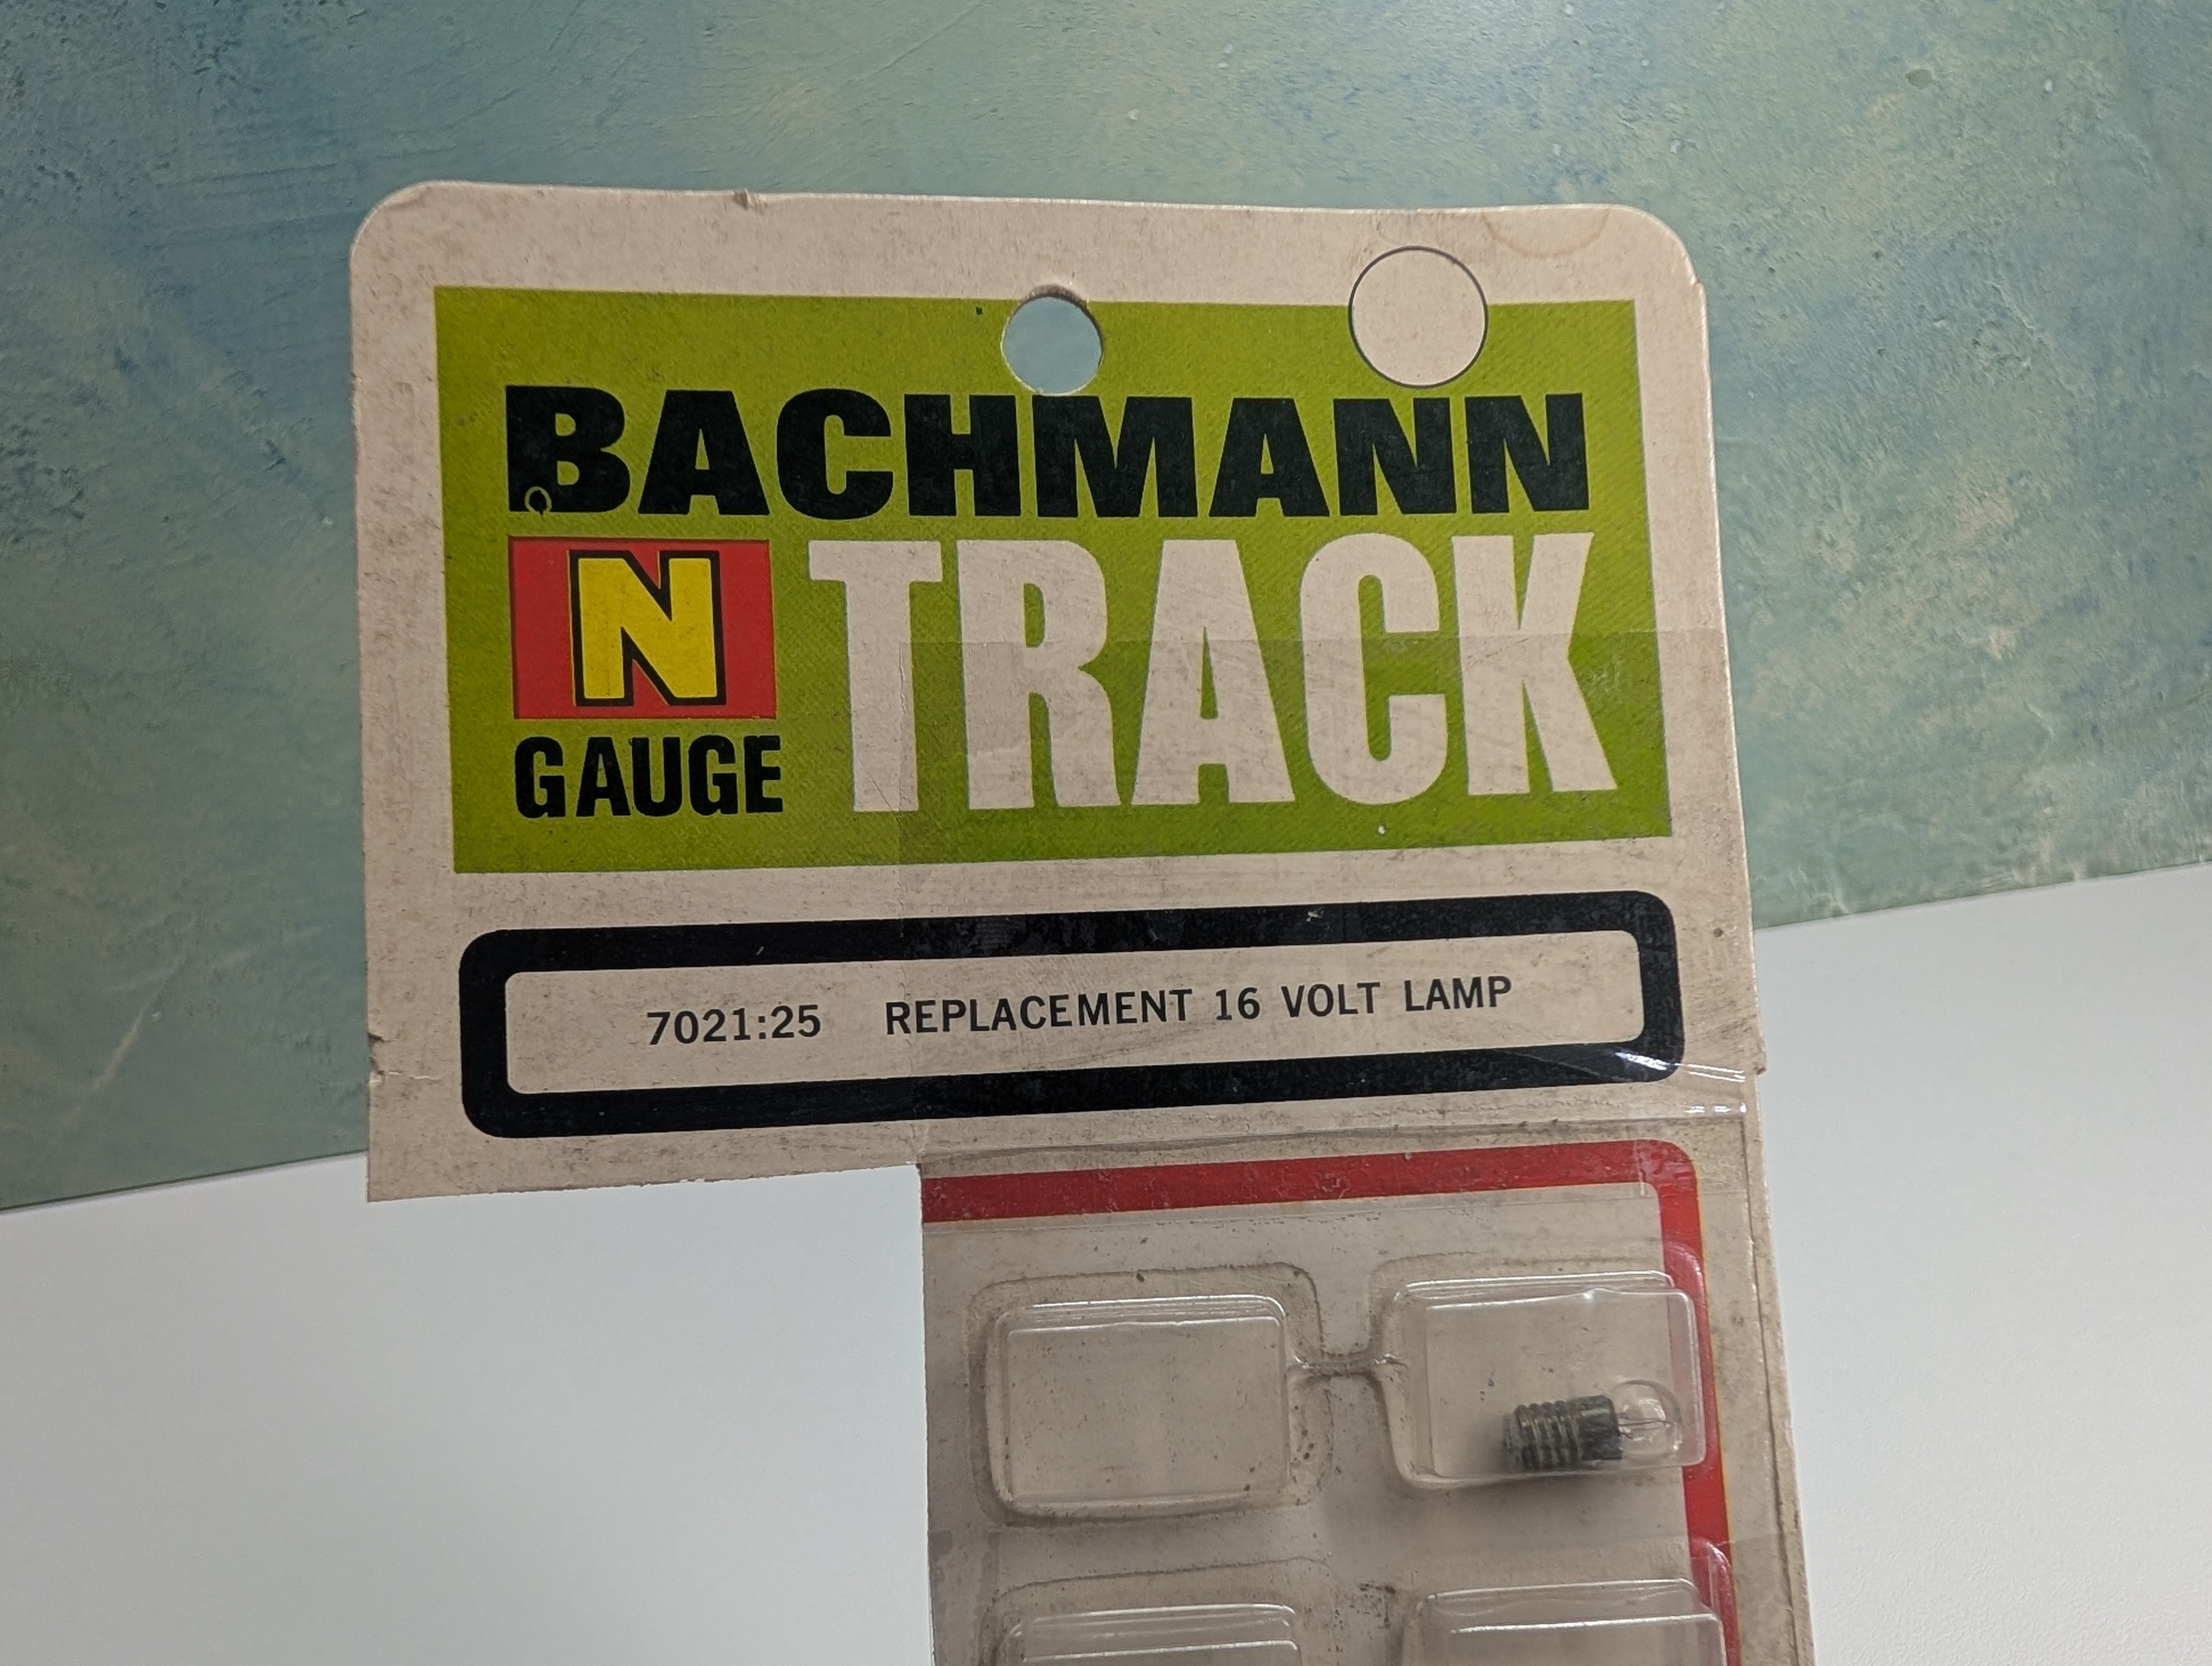 BACHMANN
N TRACK
GAUGE
7021:25 REPLACEMENT 16 VOLT LAMP